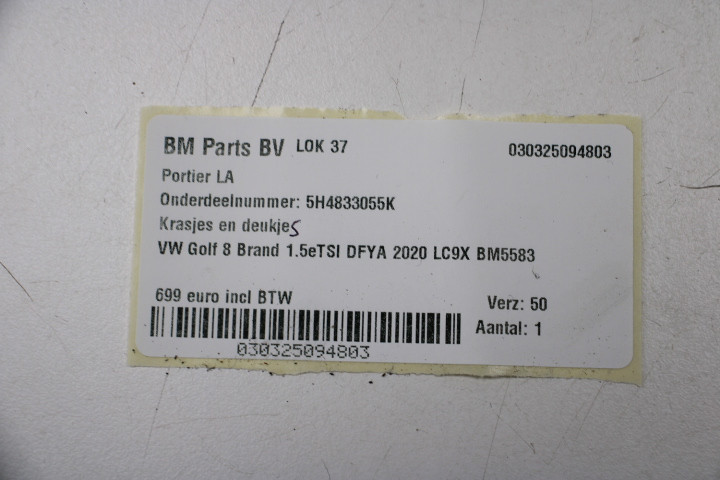 BM Parts BV LOK 37 030325094803
Portier LA
Onderdeelnummer: 5H4833055K
Krasjes en deukjes
VW Golf 8 Brand 1.5eTSI DFYA 2020 LC9X BM5583
699 euro incl BTW Verz: 50
Aantal: 1
030325094803